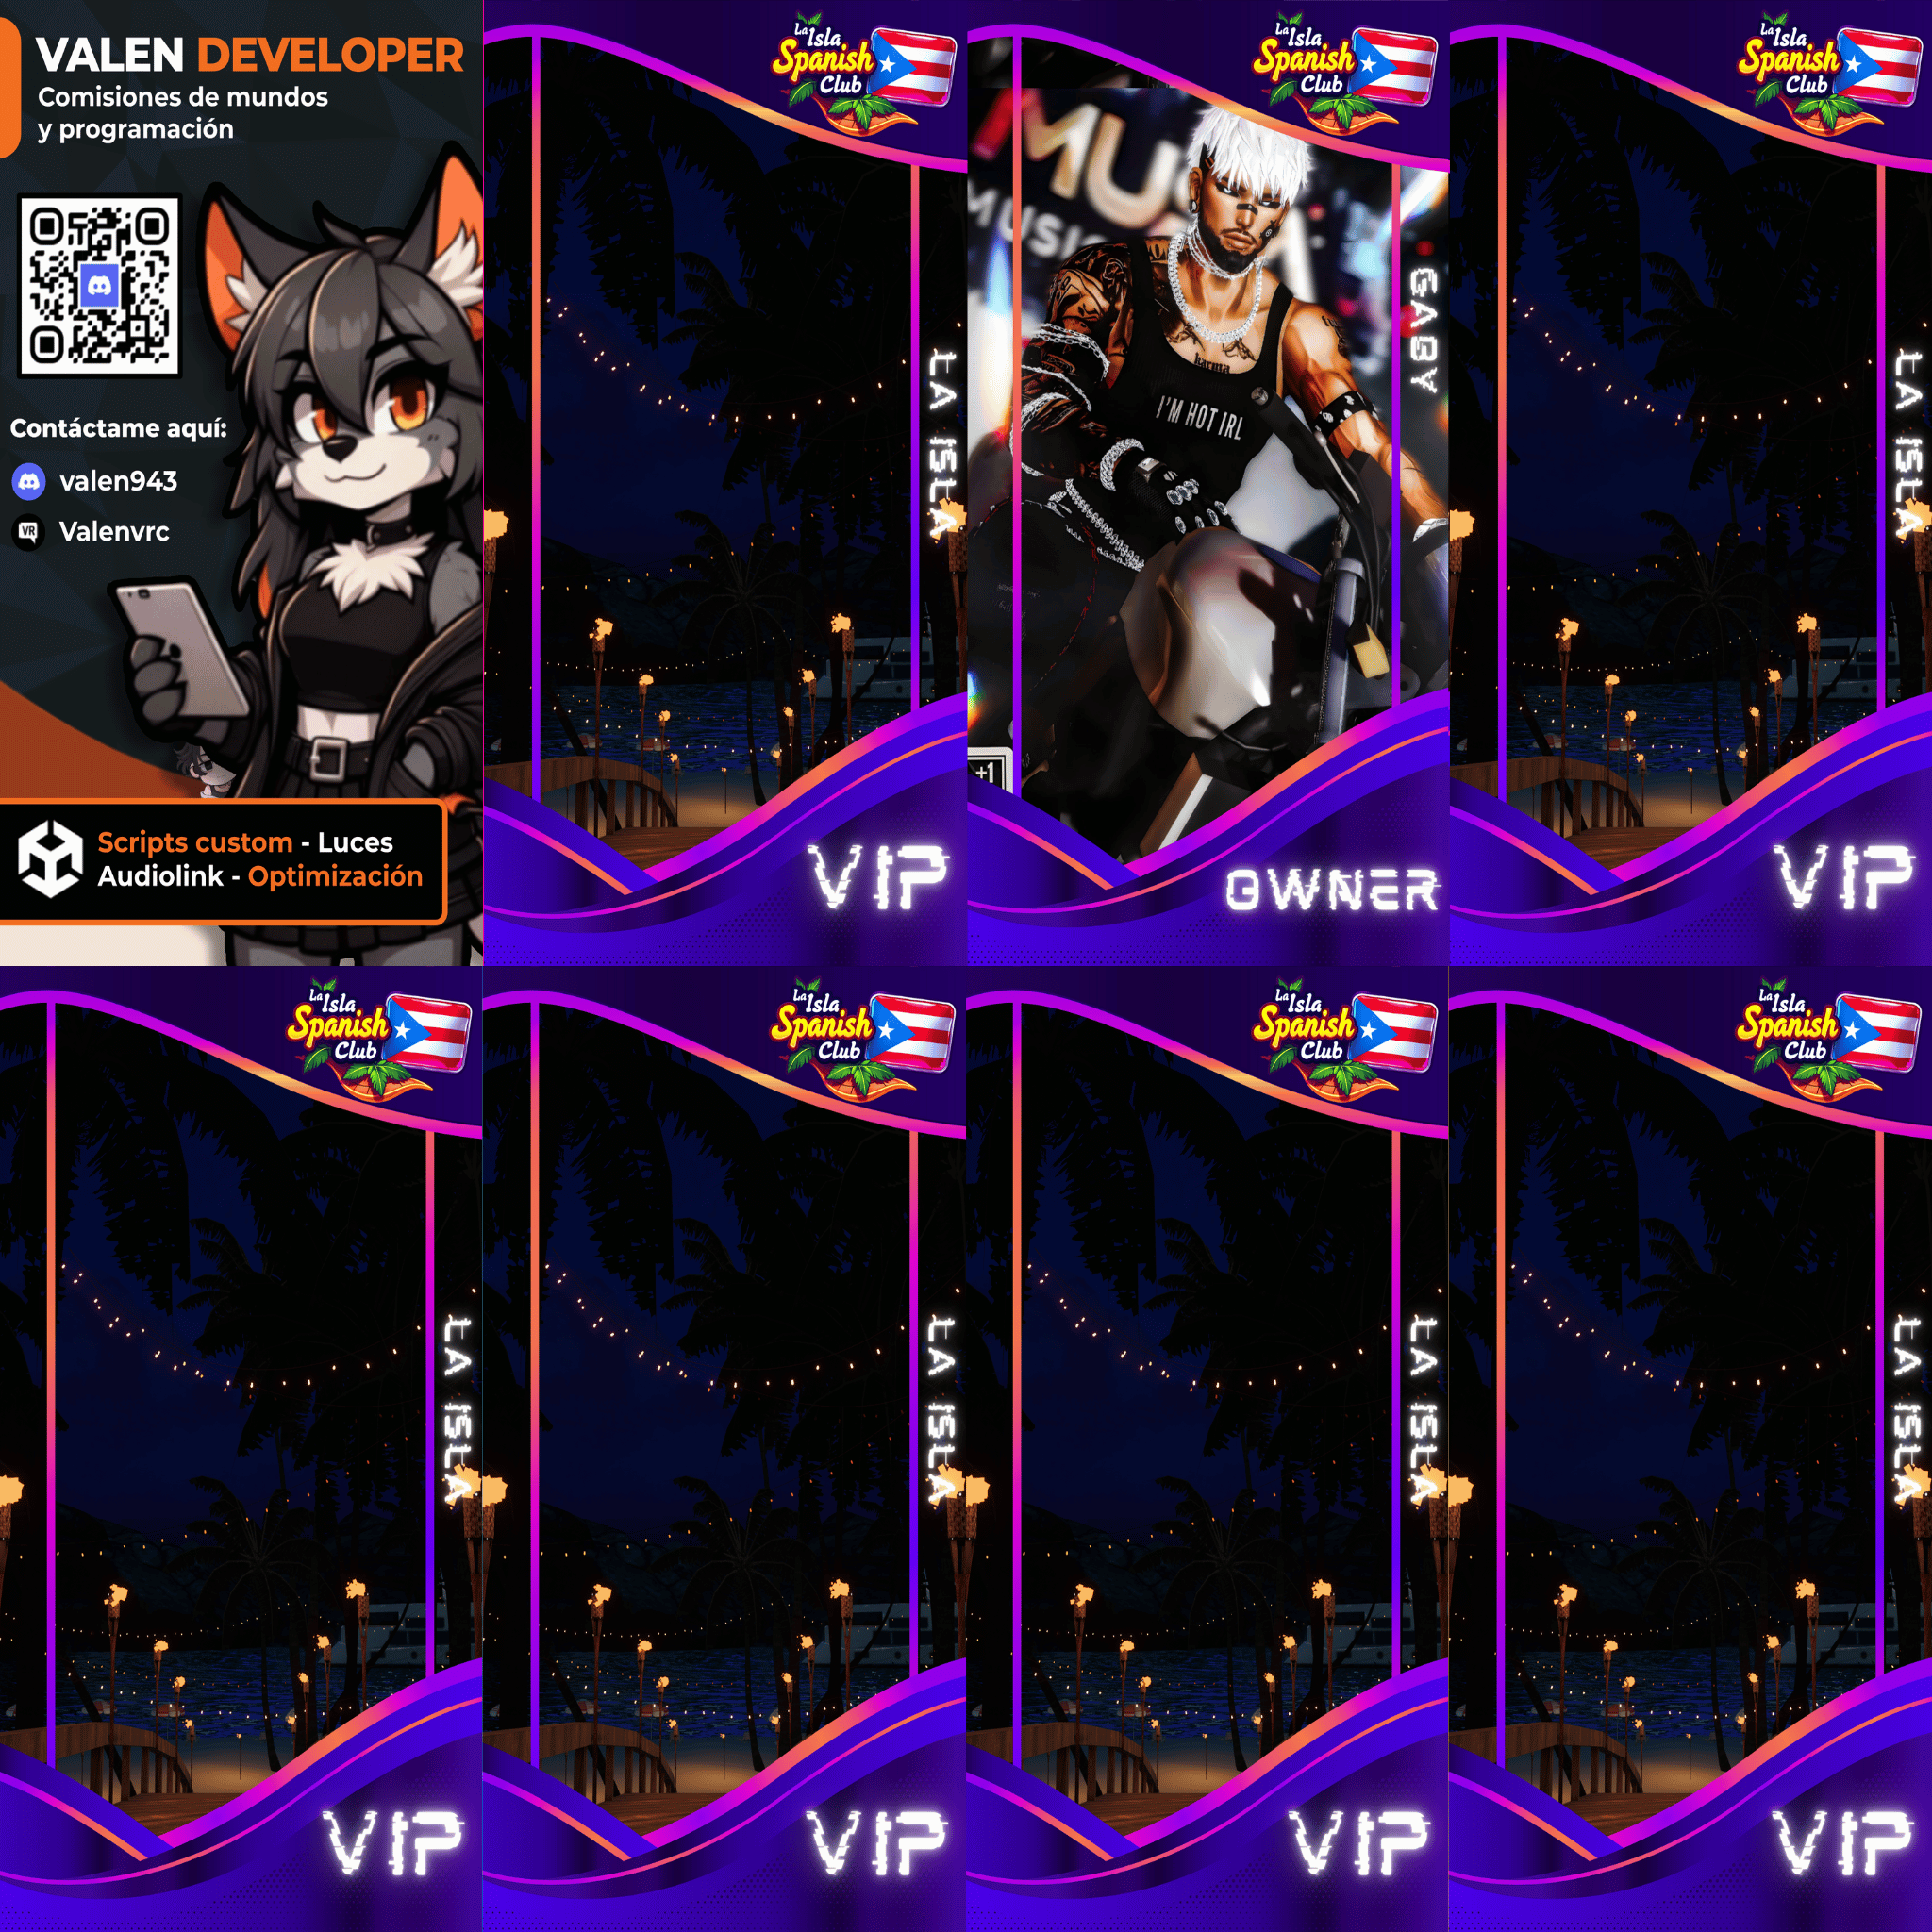 VALEN DEVELOPER
Comisiones de mundos
y programación
Contáctame aquí:
valen943
VR
Valenvrc
Scripts custom - Luces
Audiolink - Optimización
La Isla
Spanish
Club
LA ISLA
VIP
La Isla
Spanish
Club
MUSIC
I'M HOT IRL
GABY
+1
OWNER
La Isla
Spanish
Club
LA ISLA
VIP
La Isla
Spanish
Club
LA ISLA
VIP
La Isla
Spanish
Club
LA ISLA
VIP
La Isla
Spanish
Club
LA ISLA
VIP
La Isla
Spanish
Club
LA ISLA
VIP